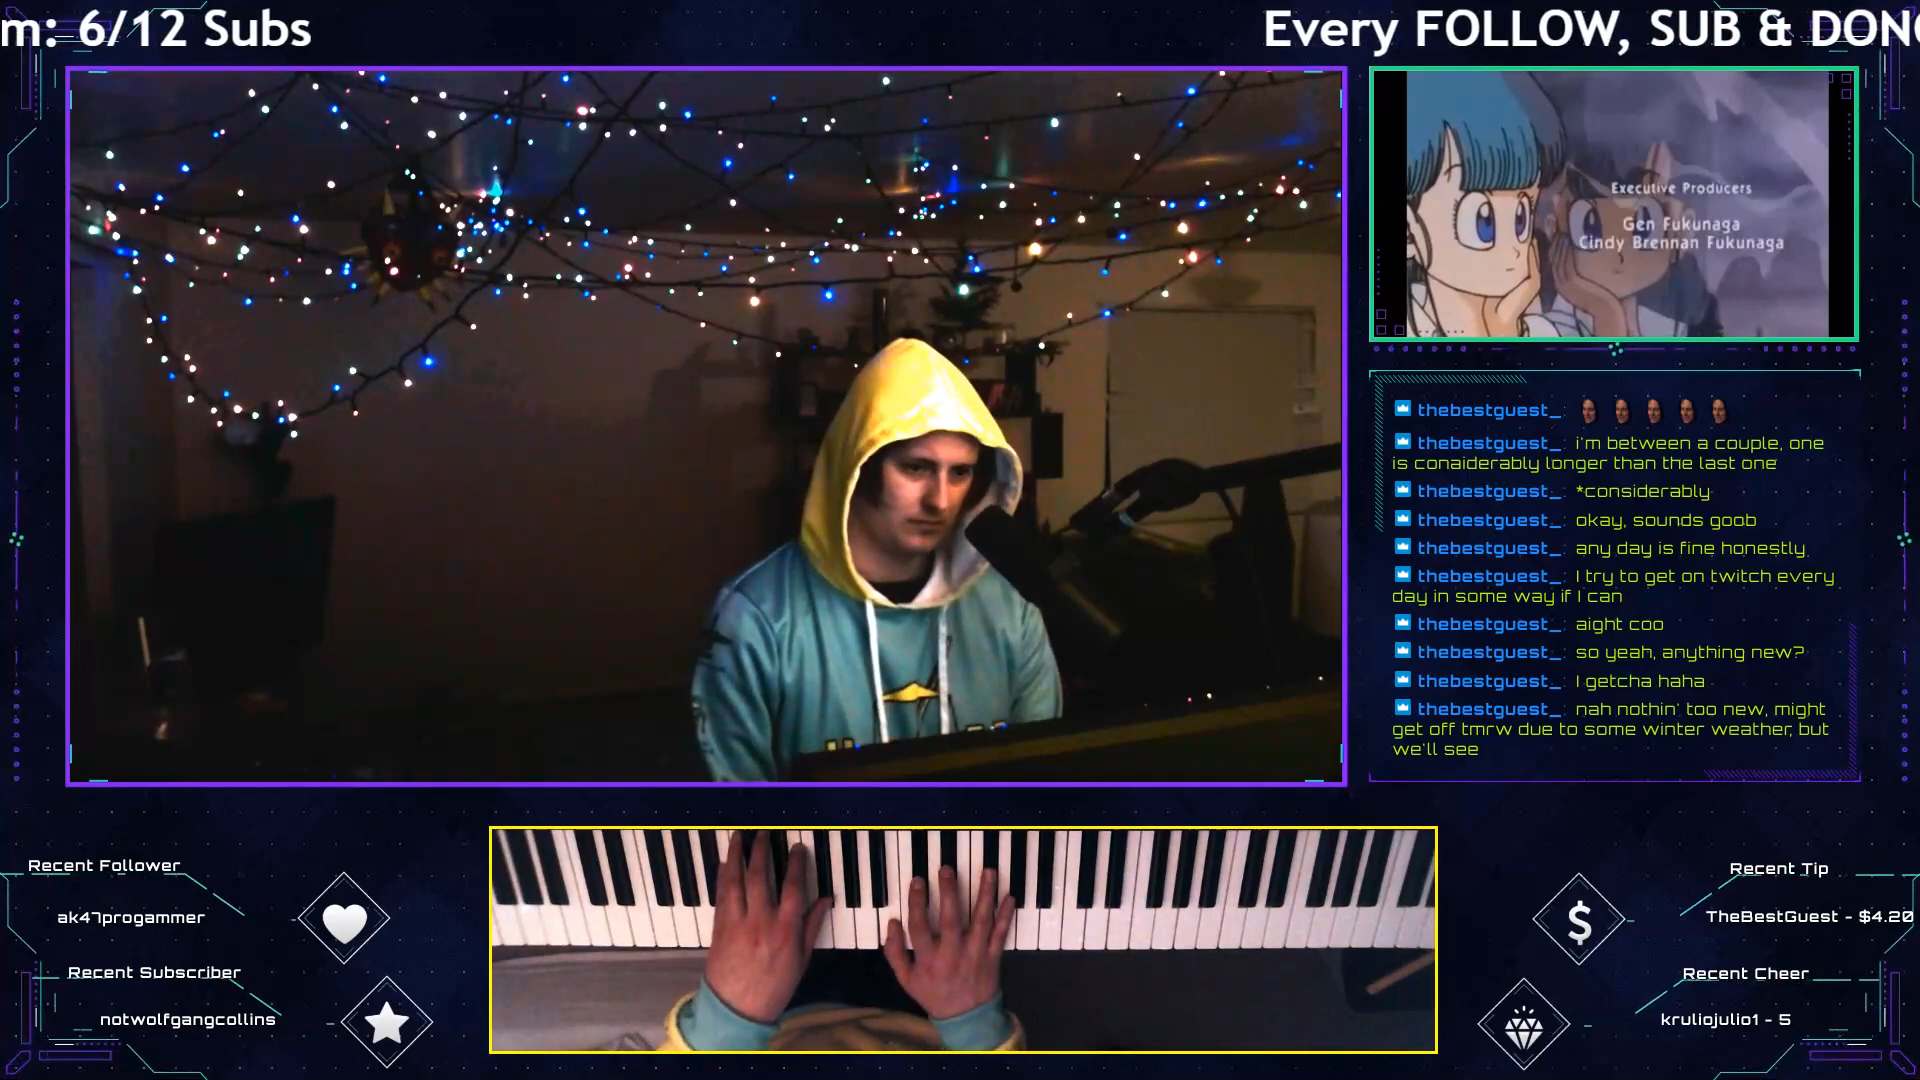 m: 6/12 Subs
Every FOLLOW, SUB & DON
Executive Producers
Gen Fukunaga
Cindy Brennan Fukunaga
thebestguest_:
thebestguest_: i'm between a couple, one
is conaiderably longer than the last one
thebestguest_: *considerably
thebestguest_: okay, sounds goob
thebestguest_: any day is fine honestly
thebestguest_: I try to get on twitch every
day in some way if I can
thebestguest_: aight coo
thebestguest_: so yeah, anything new?
thebestguest_: I getcha haha
thebestguest_: nah nothin' too new, might
get off tmrw due to some winter weather, but
we'll see
Recent Follower
ak47progammer
Recent Subscriber
notwolfgangcollins
Recent Tip
TheBestGuest - $4.20
Recent Cheer
kruliojulio1 - 5